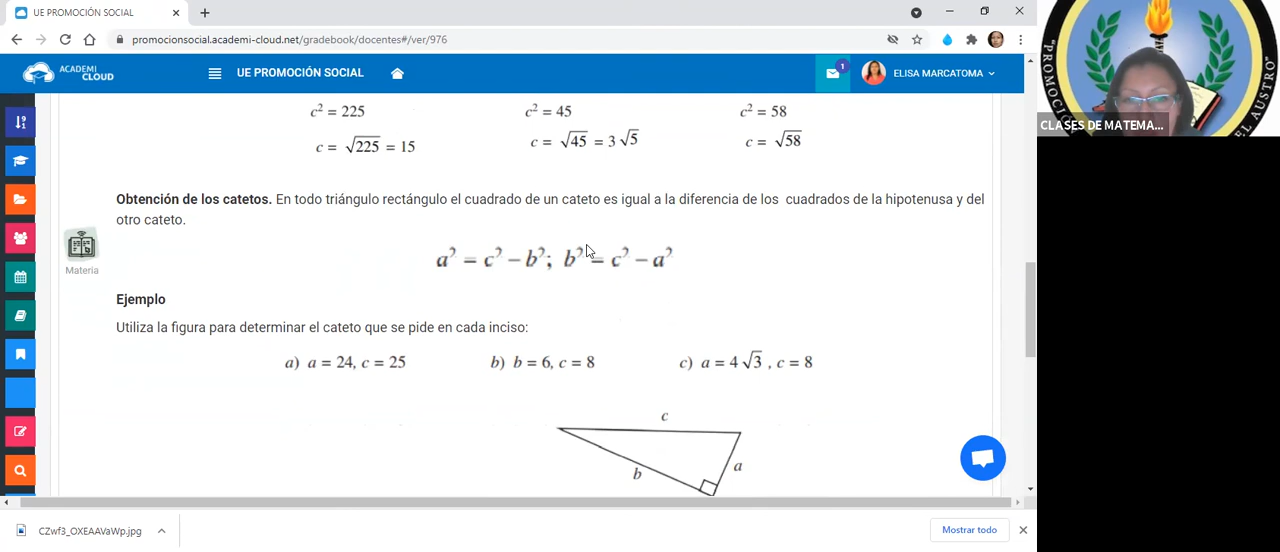 UE PROMOCIÓN SOCIAL
promocionsocial.academi-cloud.net/gradebook/docentes#/ver/976
ACADEMI
CLOUD
UE PROMOCIÓN SOCIAL
1
ELISA MARCATOMA
CLASES DE MATEMA...
c² = 225
c² = 45
c² = 58
c = √225 = 15
c = √45 = 3√5
c = √58
Obtención de los catetos. En todo triángulo rectángulo el cuadrado de un cateto es igual a la diferencia de los cuadrados de la hipotenusa y del
otro cateto.
Materia
a² = c² − b²; b² = c² − a²
Ejemplo
Utiliza la figura para determinar el cateto que se pide en cada inciso:
a) a = 24, c = 25
b) b = 6, c = 8
c) a = 4√3, c = 8
c
b
a
CZwf3_OXEAAVaWp.jpg
Mostrar todo